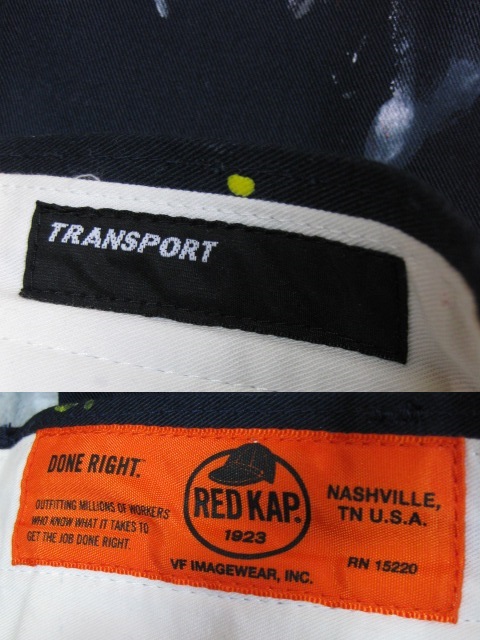 TRANSPORT
DONE RIGHT.™
OUTFITTING MILLIONS OF WORKERS
WHO KNOW WHAT IT TAKES TO
GET THE JOB DONE RIGHT.
RED KAP.
1923
VF IMAGEWEAR, INC.
NASHVILLE,
TN U.S.A.
RN 15220